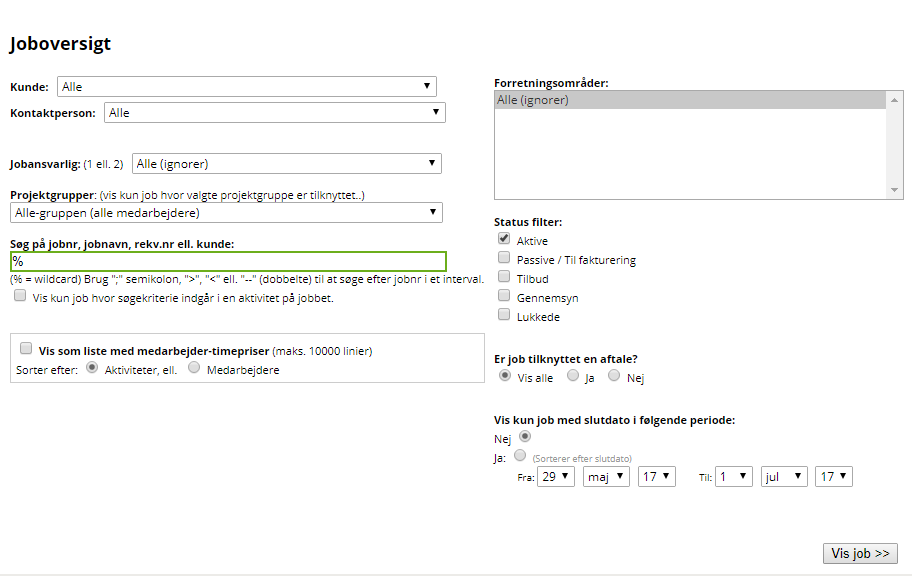 Joboversigt
Kunde: Alle
Kontaktperson: Alle
Jobansvarlig: (1 ell. 2) Alle (ignorer)
Projektgrupper: (vis kun job hvor valgte projektgruppe er tilknyttet..)
Alle-gruppen (alle medarbejdere)
Søg på jobnr, jobnavn, rekv.nr ell. kunde:
%
(% = wildcard) Brug ";" semikolon, ">", "<" ell. "--" (dobbelte) til at søge efter jobnr i et interval.
Vis kun job hvor søgekriterie indgår i en aktivitet på jobbet.
Vis som liste med medarbejder-timepriser (maks. 10000 linier)
Sorter efter: Aktiviteter, ell. Medarbejdere
Forretningsområder:
Alle (ignorer)
Status filter:
Aktive
Passive / Til fakturering
Tilbud
Gennemsyn
Lukkede
Er job tilknyttet en aftale?
Vis alle Ja Nej
Vis kun job med slutdato i følgende periode:
Nej
Ja: (Sorterer efter slutdato)
Fra: 29 maj 17 Til: 1 jul 17
Vis job >>